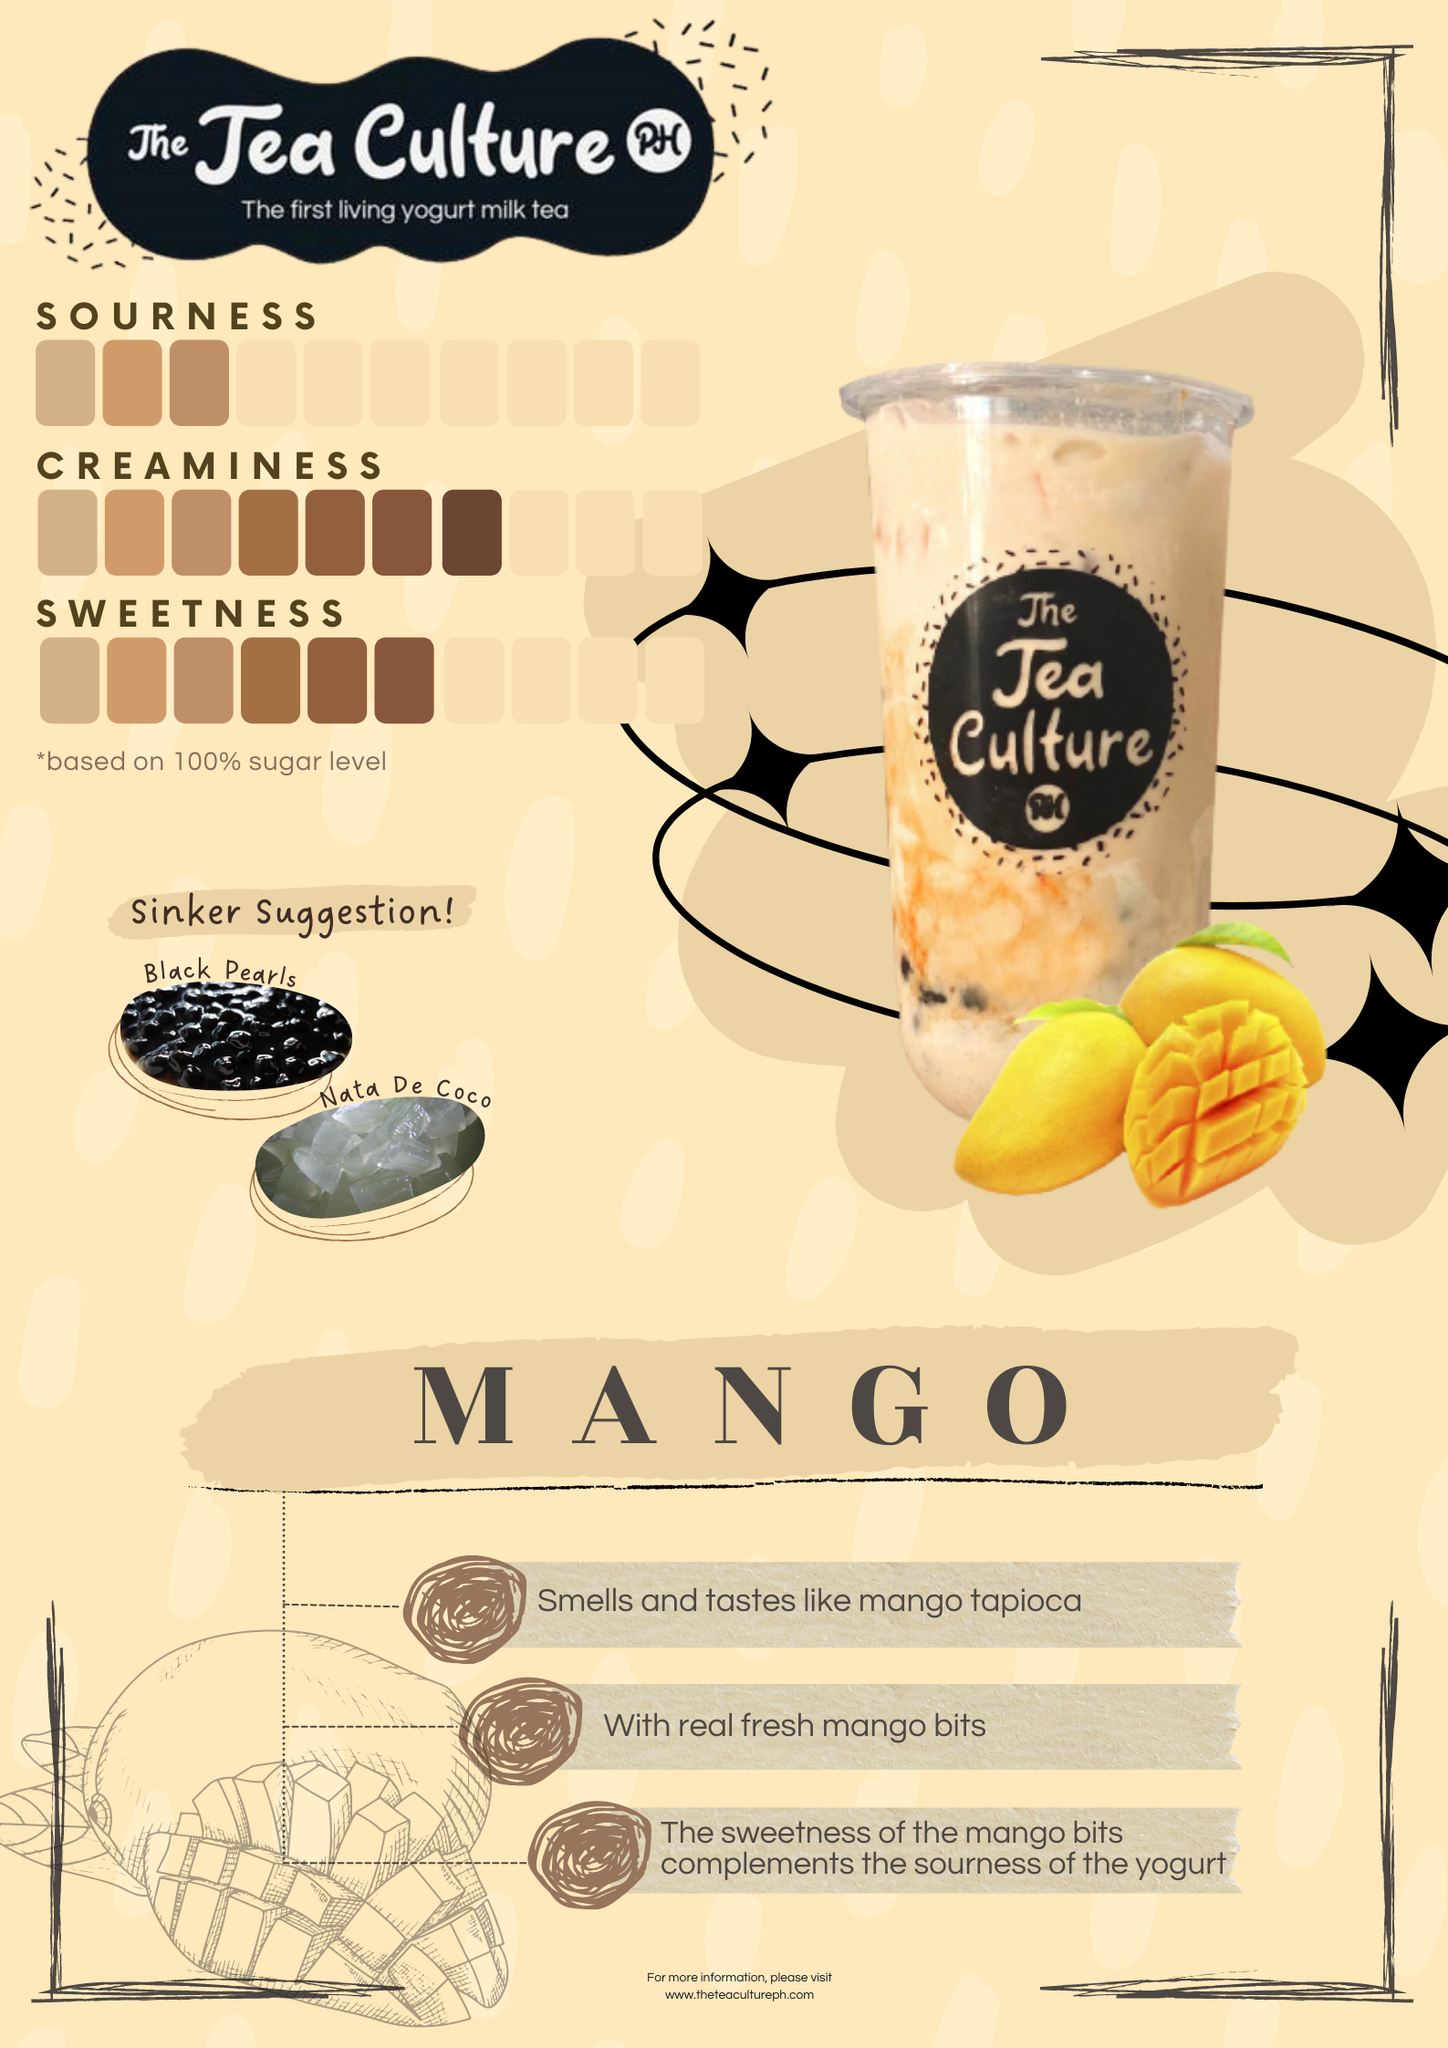 The Tea Culture PH
The first living yogurt milk tea
SOURNESS
CREAMINESS
SWEETNESS
*based on 100% sugar level
The
Tea
Culture
PH
Sinker Suggestion!
Black Pearls
Nata De Coco
MANGO
Smells and tastes like mango tapioca
With real fresh mango bits
The sweetness of the mango bits
complements the sourness of the yogurt
For more information, please visit
www.theteacultureph.com